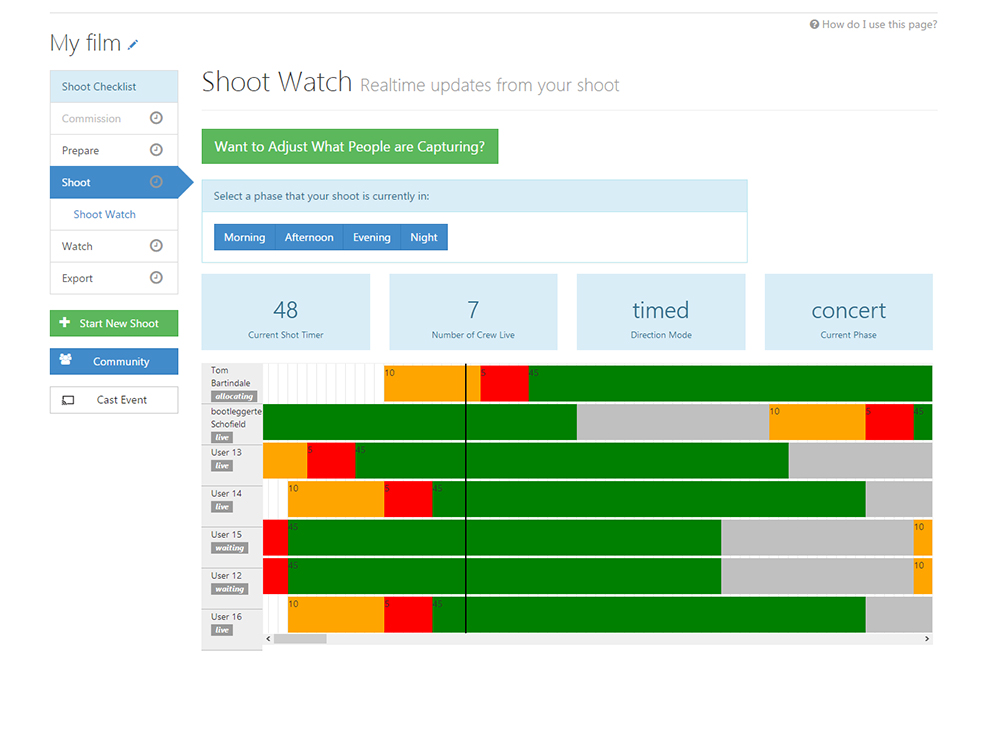 How do I use this page?
My film
Shoot Checklist
Commission
Prepare
Shoot
Shoot Watch
Watch
Export
Start New Shoot
Community
Cast Event
Shoot Watch Realtime updates from your shoot
Want to Adjust What People are Capturing?
Select a phase that your shoot is currently in:
Morning Afternoon Evening Night
48
Current Shot Timer
7
Number of Crew Live
timed
Direction Mode
concert
Current Phase
Tom
Bartindale
allocating
10 5 45
bootleggerte
Schofield
live
10 5 45
User 13
live
5 45
User 14
live
10 5 45
User 15
waiting
45 10
User 12
waiting
45 10
User 16
live
10 5 45